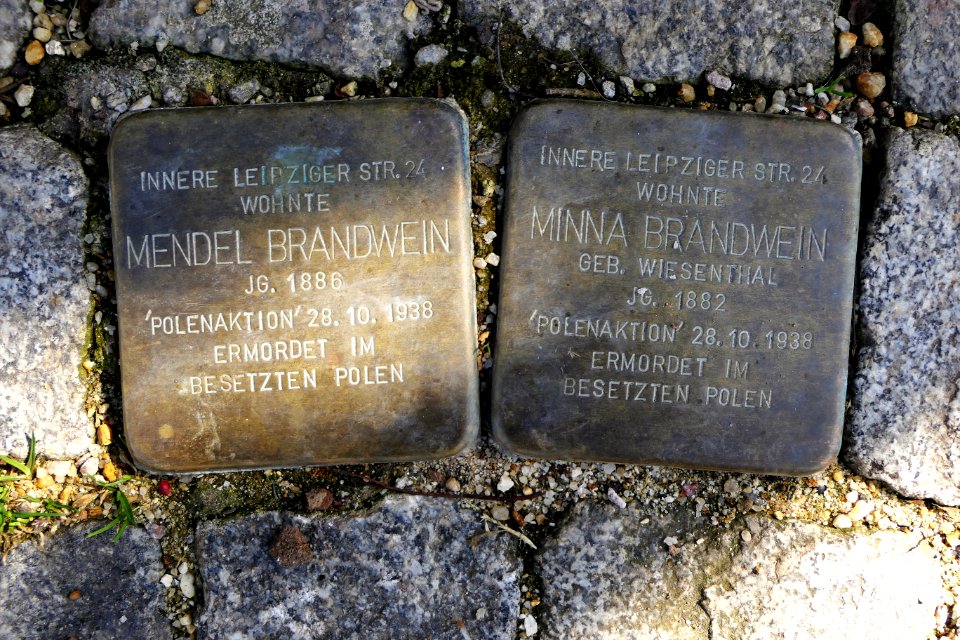 INNERE LEIPZIGER STR. 24
WOHNTE
MENDEL BRANDWEIN
JG. 1886
'POLENAKTION' 28. 10. 1938
ERMORDET IM
BESETZTEN POLEN
INNERE LEIPZIGER STR. 24
WOHNTE
MINNA BRANDWEIN
GEB. WIESENTHAL
JG. 1882
'POLENAKTION' 28. 10. 1938
ERMORDET IM
BESETZTEN POLEN